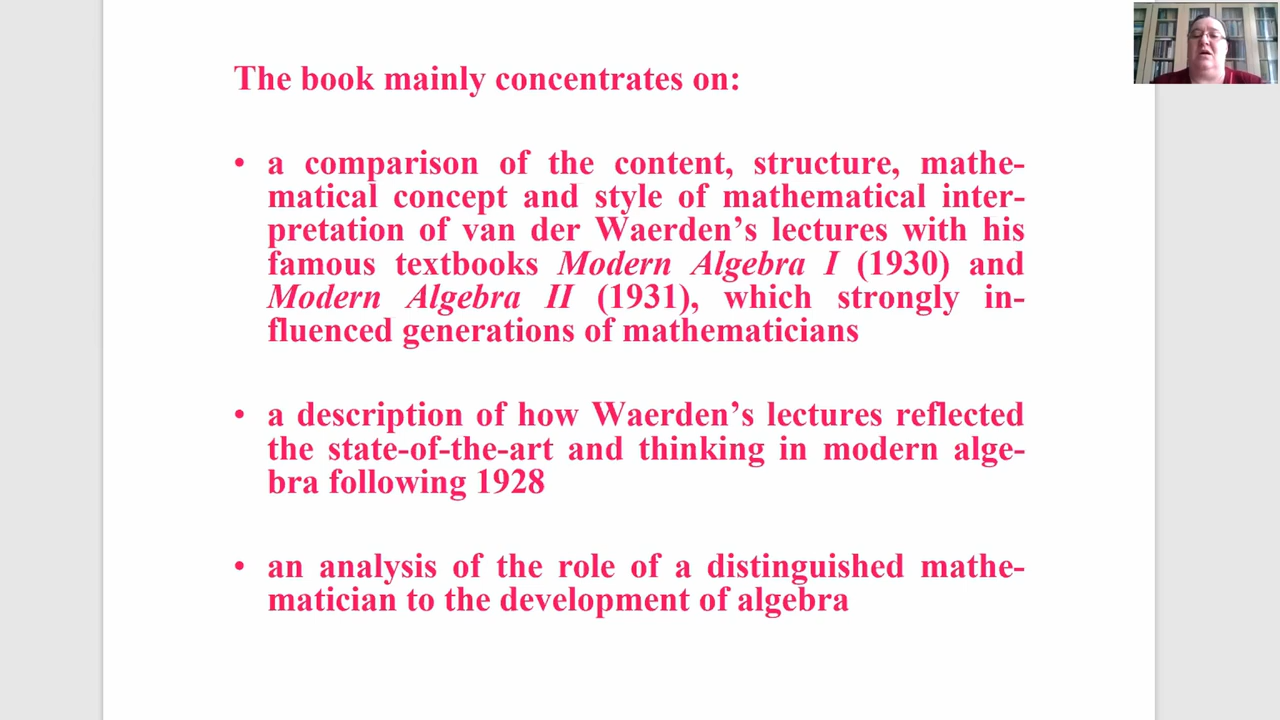 The book mainly concentrates on:
• a comparison of the content, structure, mathe-
matical concept and style of mathematical inter-
pretation of van der Waerden’s lectures with his
famous textbooks Modern Algebra I (1930) and
Modern Algebra II (1931), which strongly in-
fluenced generations of mathematicians
• a description of how Waerden’s lectures reflected
the state-of-the-art and thinking in modern alge-
bra following 1928
• an analysis of the role of a distinguished mathe-
matician to the development of algebra